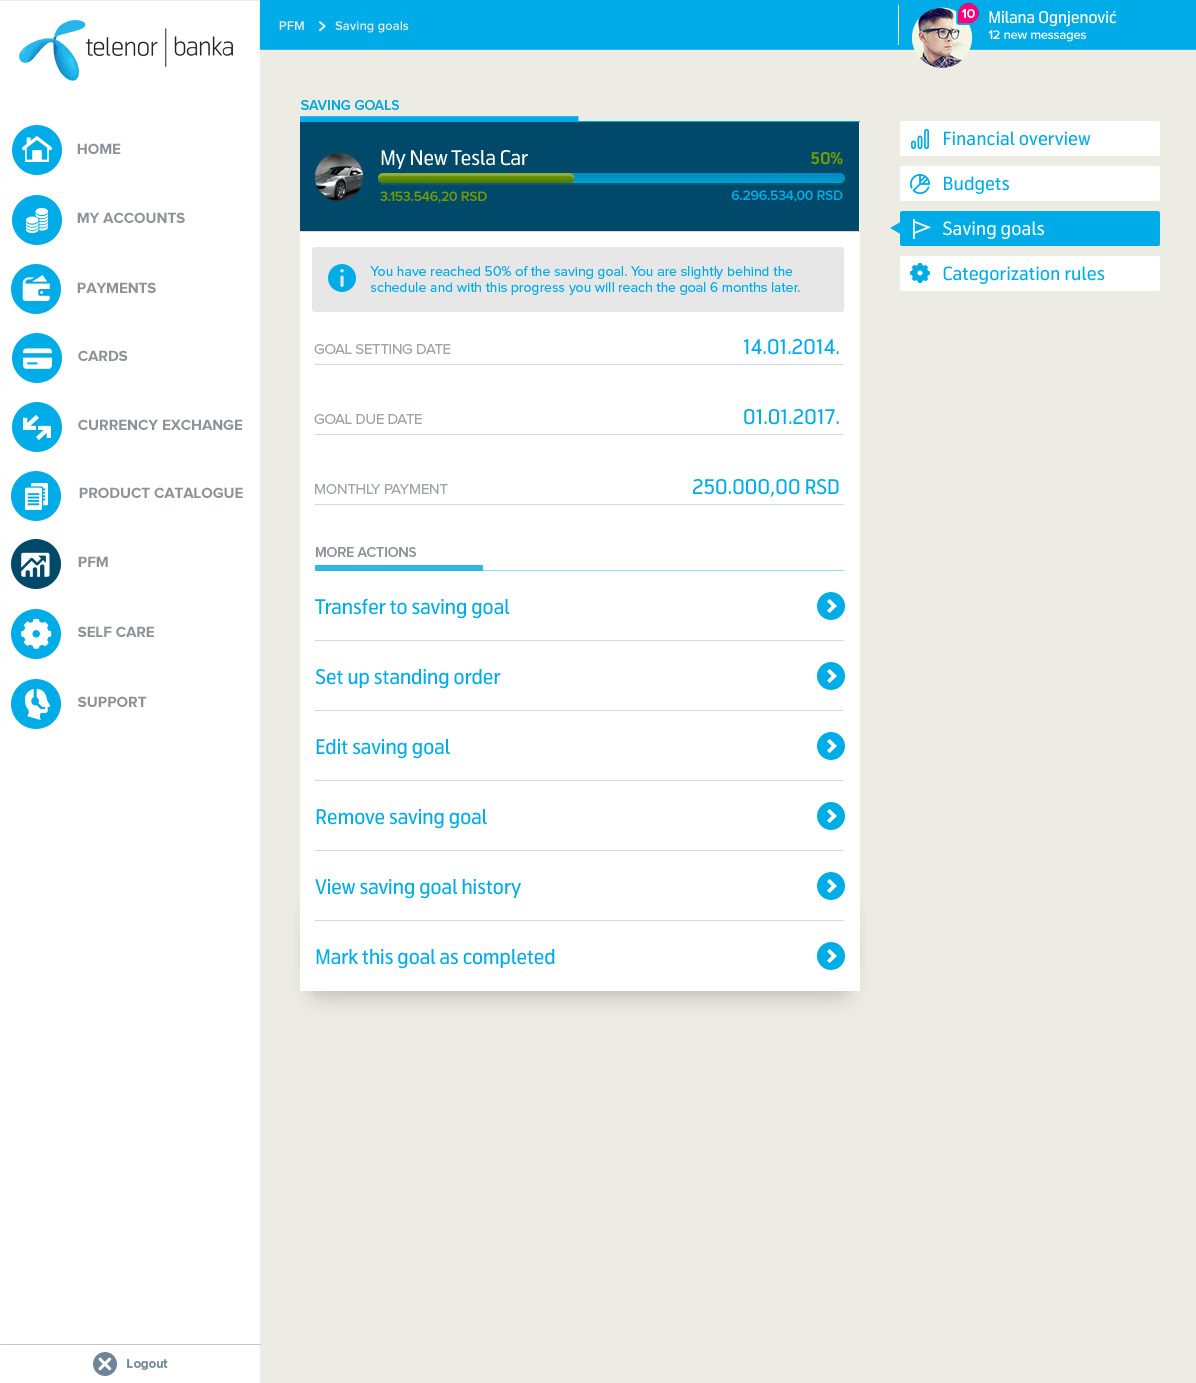 telenor | banka
PFM > Saving goals
10
Milana Ognjenović
12 new messages
HOME
MY ACCOUNTS
PAYMENTS
CARDS
CURRENCY EXCHANGE
PRODUCT CATALOGUE
PFM
SELF CARE
SUPPORT
Logout
SAVING GOALS
My New Tesla Car
50%
3.153.546,20 RSD
6.296.534,00 RSD
You have reached 50% of the saving goal. You are slightly behind the
schedule and with this progress you will reach the goal 6 months later.
GOAL SETTING DATE
14.01.2014.
GOAL DUE DATE
01.01.2017.
MONTHLY PAYMENT
250.000,00 RSD
MORE ACTIONS
Transfer to saving goal
Set up standing order
Edit saving goal
Remove saving goal
View saving goal history
Mark this goal as completed
Financial overview
Budgets
Saving goals
Categorization rules